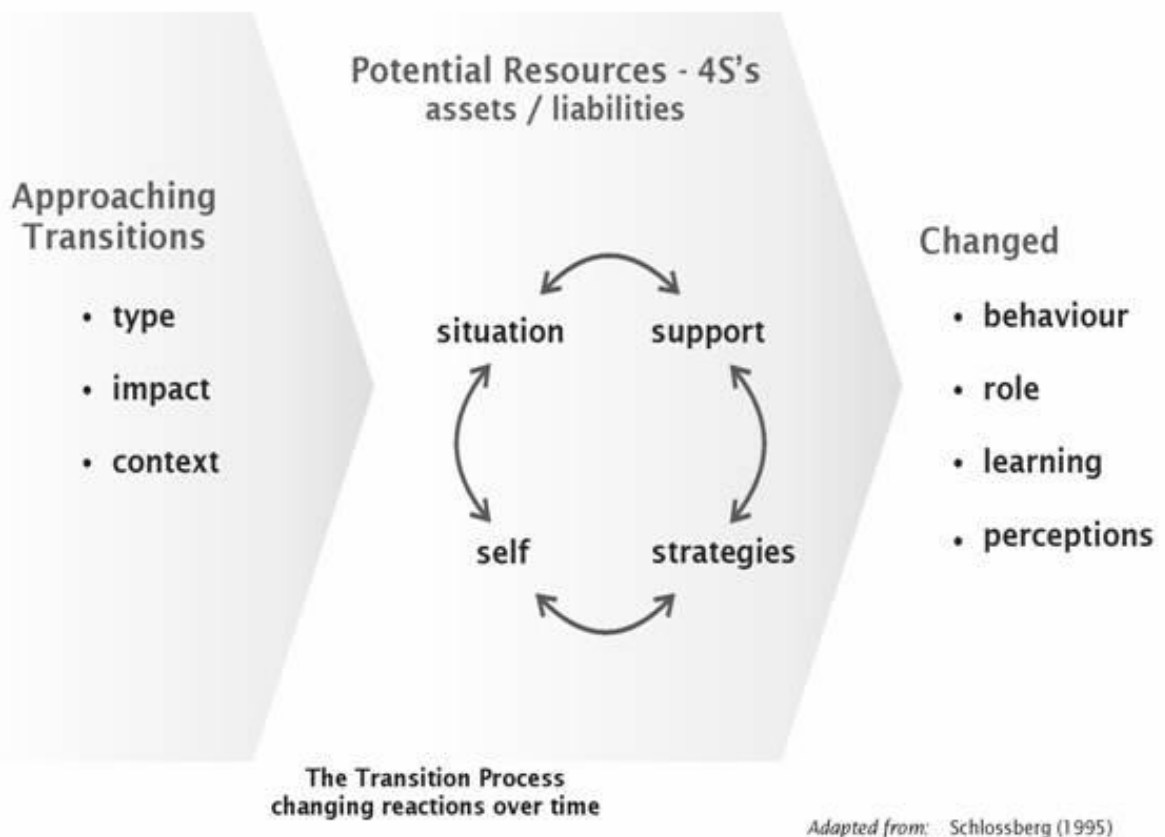 Potential Resources - 4S's
assets / liabilities
Approaching
Transitions
• type
• impact
• context
situation
support
self
strategies
Changed
• behaviour
• role
• learning
• perceptions
The Transition Process
changing reactions over time
Adapted from: Schlossberg (1995)